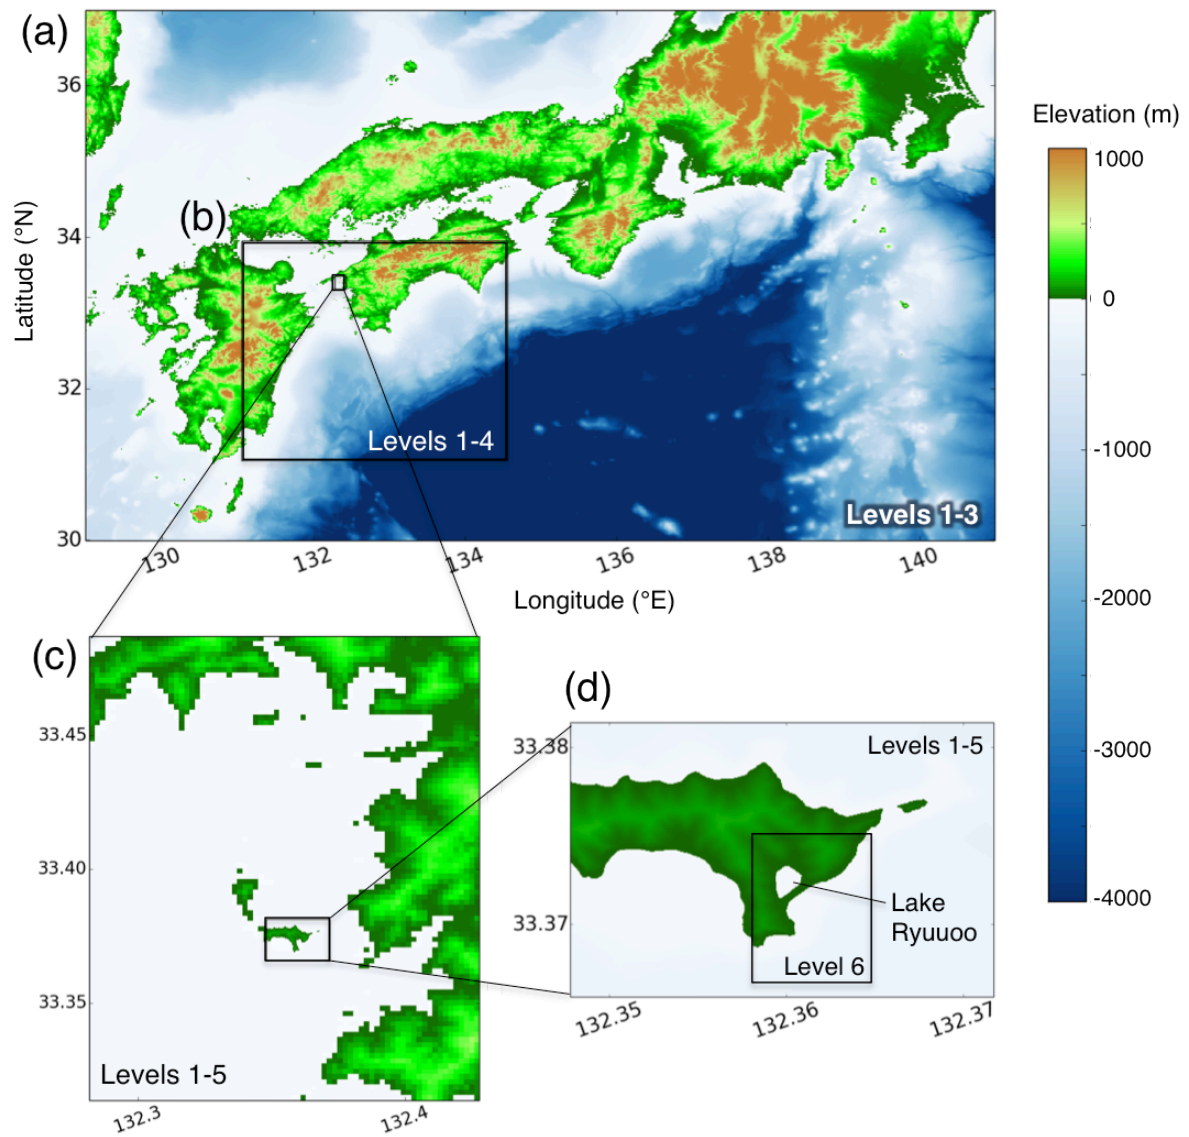 (a)
36
34
32
30
Latitude (°N)
(b)
Levels 1-4
Levels 1-3
130
132
134
136
138
140
Longitude (°E)
Elevation (m)
1000
0
-1000
-2000
-3000
-4000
(c)
33.45
33.40
33.35
Levels 1-5
132.3
132.4
(d)
33.38
33.37
Levels 1-5
Lake
Ryuuoo
Level 6
132.35
132.36
132.37